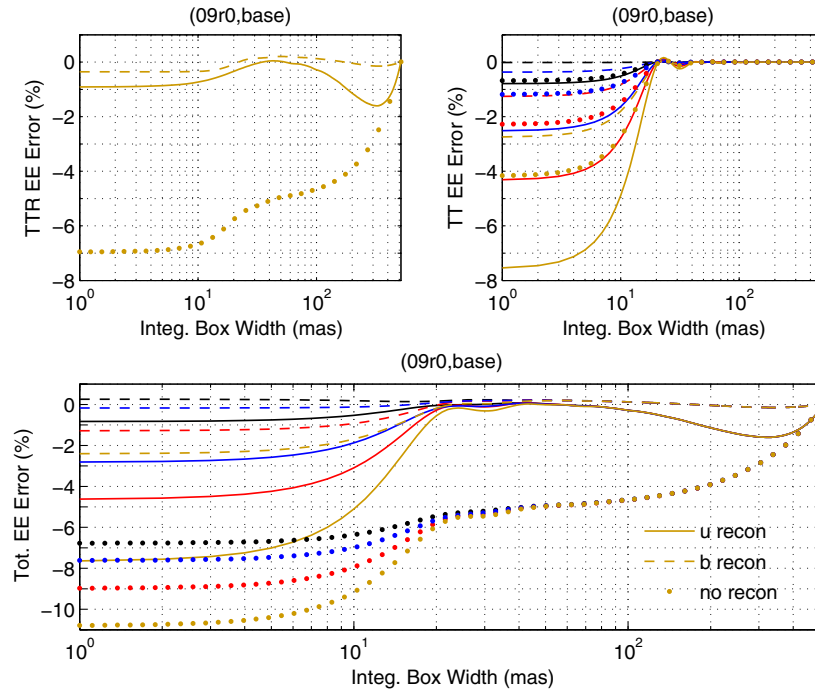 (09r0,base)
TTR EE Error (%)
0
−2
−4
−6
−8
10^0
10^1
10^2
Integ. Box Width (mas)
(09r0,base)
TT EE Error (%)
0
−2
−4
−6
−8
10^0
10^1
10^2
Integ. Box Width (mas)
(09r0,base)
Tot. EE Error (%)
0
−2
−4
−6
−8
−10
10^0
10^1
10^2
Integ. Box Width (mas)
u recon
b recon
no recon